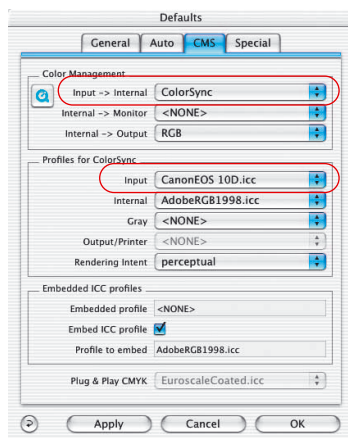 Defaults
General Auto CMS Special
Color Management
Input -> Internal ColorSync
Internal -> Monitor <NONE>
Internal -> Output RGB
Profiles for ColorSync
Input CanonEOS 10D.icc
Internal AdobeRGB1998.icc
Gray <NONE>
Output/Printer <NONE>
Rendering Intent perceptual
Embedded ICC profiles
Embedded profile <NONE>
Embed ICC profile
Profile to embed AdobeRGB1998.icc
Plug & Play CMYK EuroscaleCoated.icc
? Apply Cancel OK